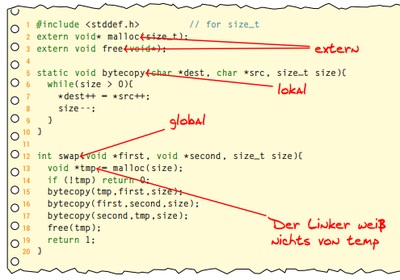 1 #include <stddef.h> // for size_t
2 extern void* malloc(size_t);
3 extern void free(void*);
extern
4
5 static void bytecopy(char *dest, char *src, size_t size){
6 while(size > 0){
lokal
7 *dest++ = *src++;
8 size--;
9 }
10 }
global
11
12 int swap(void *first, void *second, size_t size){
13 void *tmp = malloc(size);
14 if (!tmp) return 0;
15 bytecopy(tmp,first,size);
16 bytecopy(first,second,size);
17 bytecopy(second,tmp,size);
Der Linker weiß
18 free(tmp);
nichts von temp
19 return 1;
20 }